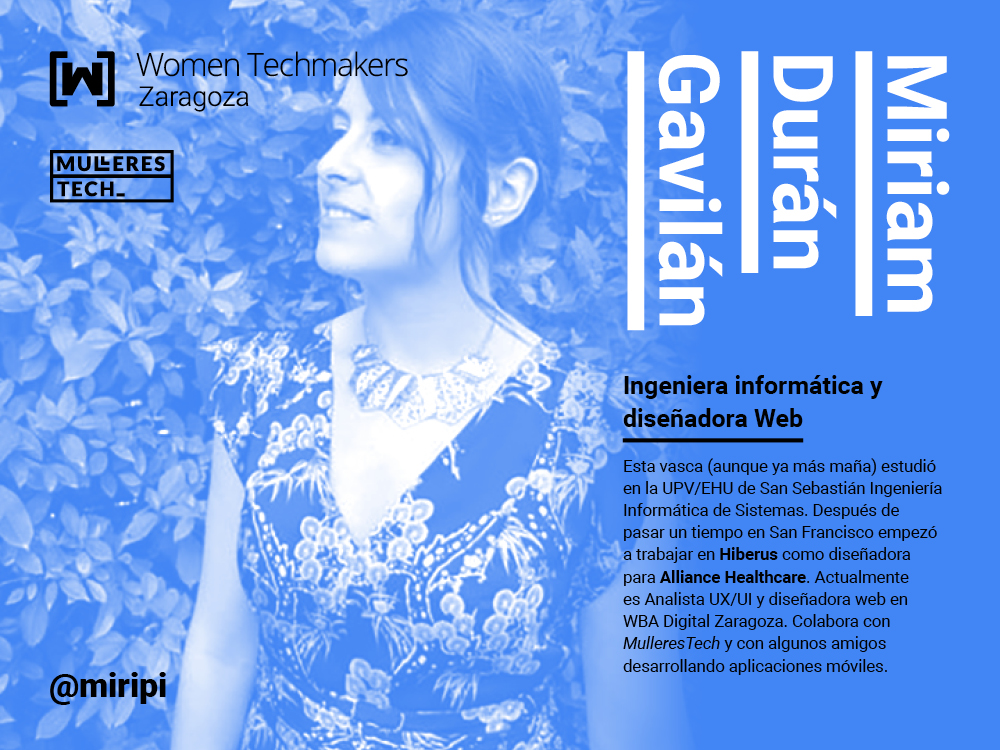 Women Techmakers
Zaragoza
MULLERES
TECH_
Miriam
Durán
Gavilán
Ingeniera informática y
diseñadora Web
Esta vasca (aunque ya más maña) estudió
en la UPV/EHU de San Sebastián Ingeniería
Informática de Sistemas. Después de
pasar un tiempo en San Francisco empezó
a trabajar en Hiberus como diseñadora
para Alliance Healthcare. Actualmente
es Analista UX/UI y diseñadora web en
WBA Digital Zaragoza. Colabora con
MulleresTech y con algunos amigos
desarrollando aplicaciones móviles.
@miripi